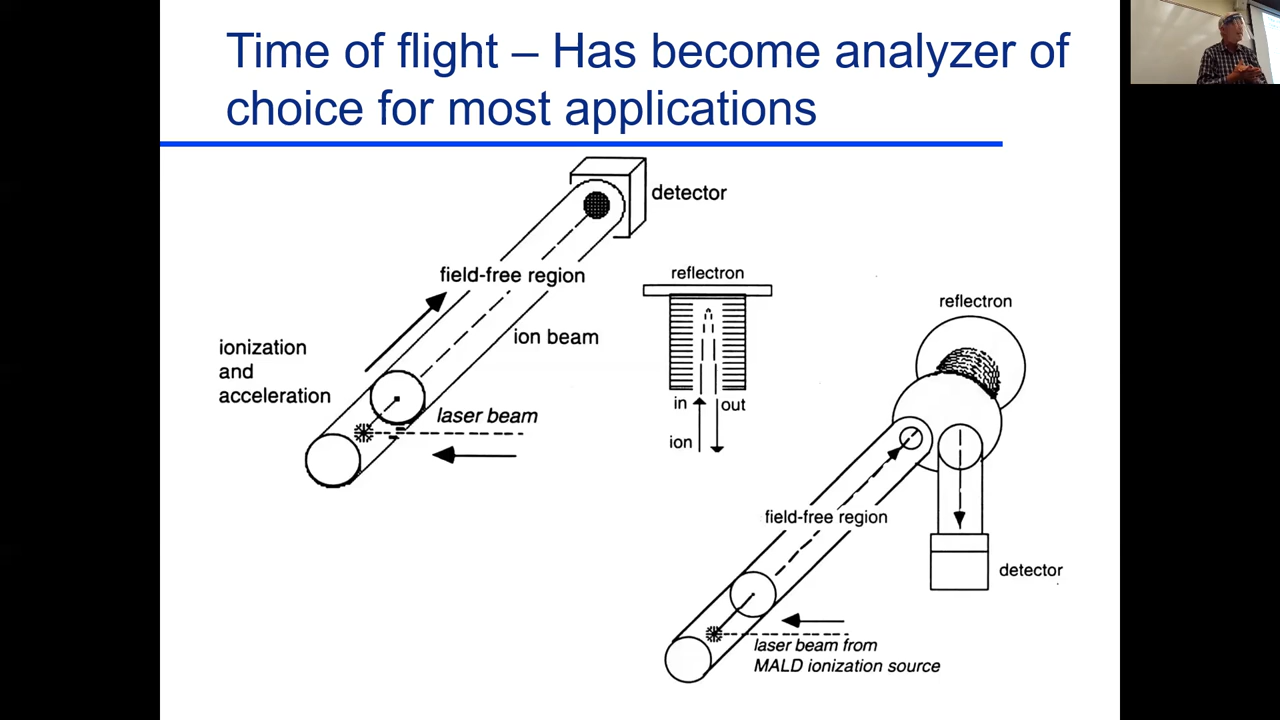 Time of flight – Has become analyzer of
choice for most applications
detector
field-free region
ion beam
ionization
and
acceleration
laser beam
reflectron
in
out
ion
reflectron
field-free region
detector
laser beam from
MALD ionization source